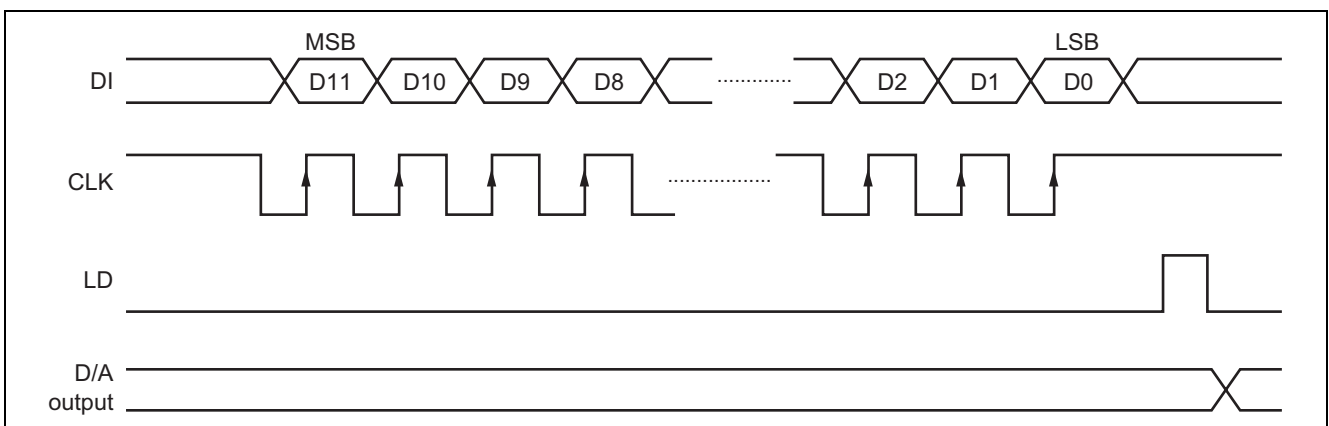 MSB LSB
DI D11 D10 D9 D8 D2 D1 D0
CLK
LD
D/A
output